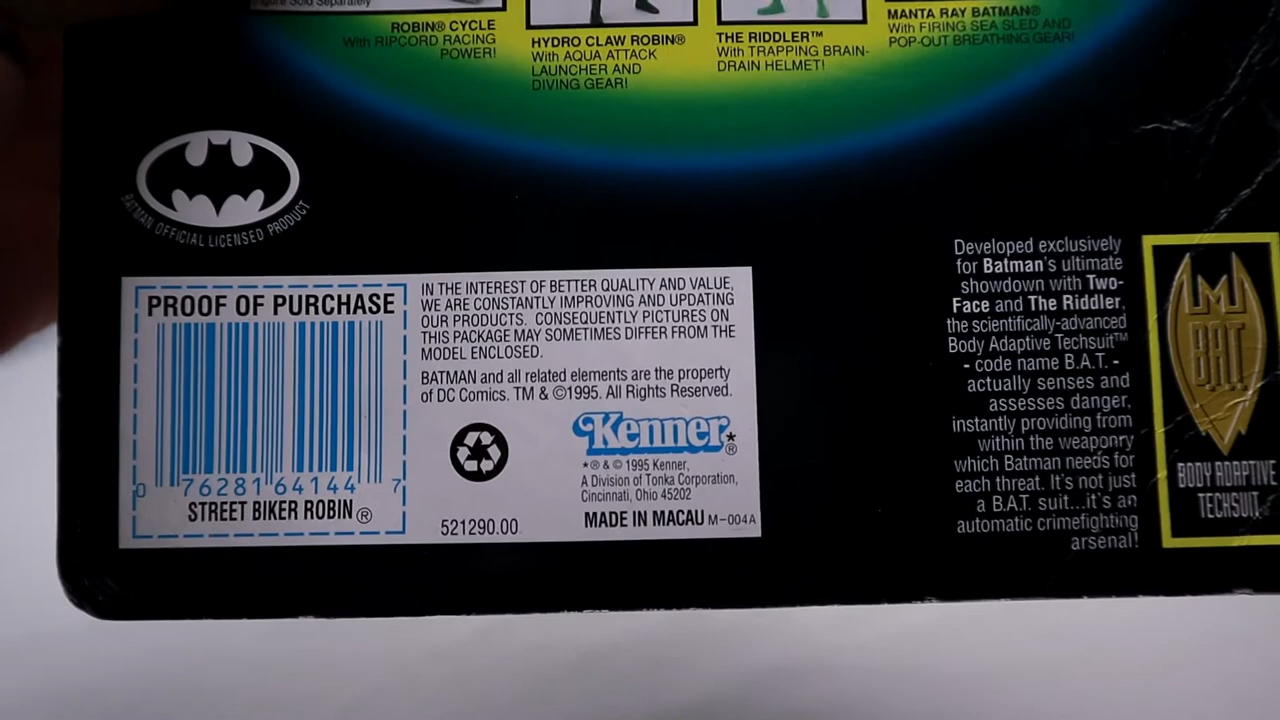 Figure Sold Separately
ROBIN® CYCLE
With RIPCORD RACING
POWER!
HYDRO CLAW ROBIN®
With AQUA ATTACK
LAUNCHER AND
DIVING GEAR!
THE RIDDLER™
With TRAPPING BRAIN-
DRAIN HELMET!
MANTA RAY BATMAN®
With FIRING SEA SLED AND
POP-OUT BREATHING GEAR!
BATMAN OFFICIAL LICENSED PRODUCT
PROOF OF PURCHASE
0 76281 64144 7
STREET BIKER ROBIN®
IN THE INTEREST OF BETTER QUALITY AND VALUE,
WE ARE CONSTANTLY IMPROVING AND UPDATING
OUR PRODUCTS. CONSEQUENTLY PICTURES ON
THIS PACKAGE MAY SOMETIMES DIFFER FROM THE
MODEL ENCLOSED.
BATMAN and all related elements are the property
of DC Comics. TM & ©1995. All Rights Reserved.
Kenner*®
*® & © 1995 Kenner,
A Division of Tonka Corporation,
Cincinnati, Ohio 45202
521290.00
MADE IN MACAU M-004A
Developed exclusively
for Batman's ultimate
showdown with Two-
Face and The Riddler,
the scientifically-advanced
Body Adaptive Techsuit™
- code name B.A.T. -
actually senses and
assesses danger,
instantly providing from
within the weaponry
which Batman needs for
each threat. It's not just
a B.A.T. suit...it's an
automatic crimefighting
arsenal!
B.A.T.
BODY ADAPTIVE
TECHSUIT